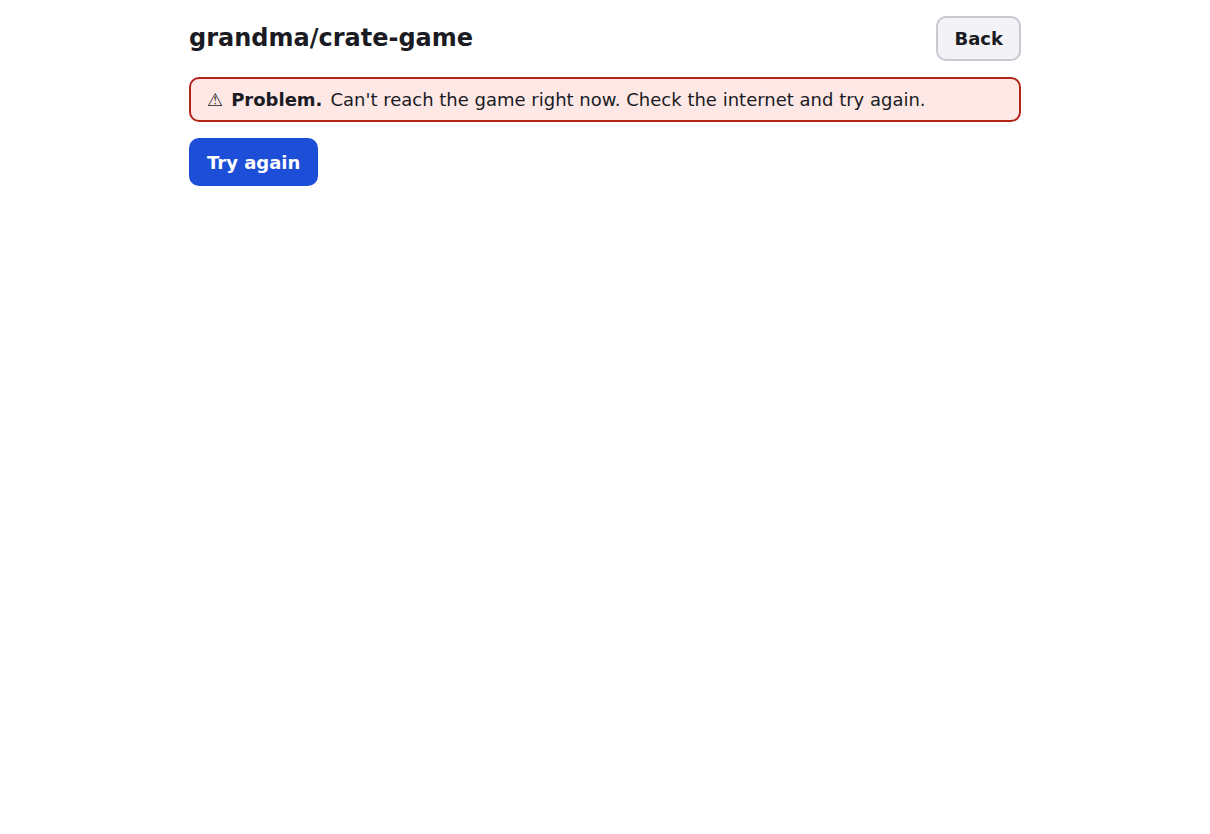 grandma/crate-game
Back
⚠ Problem. Can't reach the game right now. Check the internet and try again.
Try again